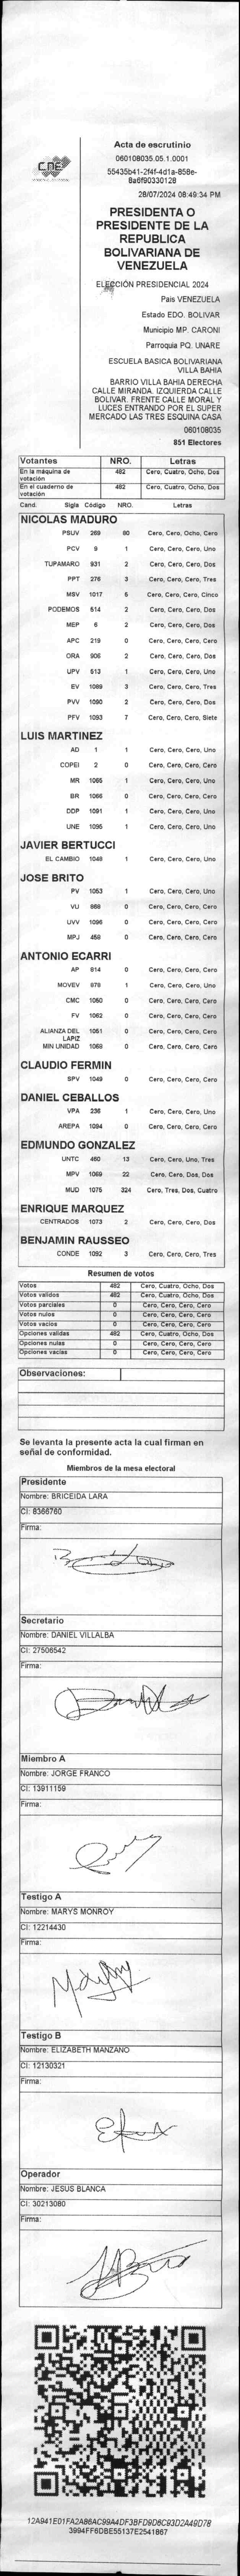 CNE
Acta de escrutinio
060108035.05.1.0001
55435b41-2f4f-4d1a-858e-
8a6f90330128
28/07/2024 08:49:34 PM
PRESIDENTA O
PRESIDENTE DE LA
REPUBLICA
BOLIVARIANA DE
VENEZUELA
ELECCIÓN PRESIDENCIAL 2024
Pais VENEZUELA
Estado EDO. BOLIVAR
Municipio MP. CARONI
Parroquia PQ. UNARE
ESCUELA BASICA BOLIVARIANA
VILLA BAHIA
BARRIO VILLA BAHIA DERECHA
CALLE MIRANDA. IZQUIERDA CALLE
BOLIVAR. FRENTE CALLE MORAL Y
LUCES ENTRANDO POR EL SUPER
MERCADO LAS TRES ESQUINA CASA
060108035
851 Electores
Votantes NRO. Letras
En la máquina de votación 482 Cero, Cuatro, Ocho, Dos
En el cuaderno de votación 482 Cero, Cuatro, Ocho, Dos
Cand. Sigla Código NRO. Letras
NICOLAS MADURO
PSUV 269 80 Cero, Cero, Ocho, Cero
PCV 9 1 Cero, Cero, Cero, Uno
TUPAMARO 931 2 Cero, Cero, Cero, Dos
PPT 276 3 Cero, Cero, Cero, Tres
MSV 1017 5 Cero, Cero, Cero, Cinco
PODEMOS 514 2 Cero, Cero, Cero, Dos
MEP 6 2 Cero, Cero, Cero, Dos
APC 219 0 Cero, Cero, Cero, Cero
ORA 906 2 Cero, Cero, Cero, Dos
UPV 513 1 Cero, Cero, Cero, Uno
EV 1089 3 Cero, Cero, Cero, Tres
PVV 1090 2 Cero, Cero, Cero, Dos
PFV 1093 7 Cero, Cero, Cero, Siete
LUIS MARTINEZ
AD 1 1 Cero, Cero, Cero, Uno
COPEI 2 0 Cero, Cero, Cero, Cero
MR 1065 1 Cero, Cero, Cero, Uno
BR 1066 0 Cero, Cero, Cero, Cero
DDP 1091 1 Cero, Cero, Cero, Uno
UNE 1095 1 Cero, Cero, Cero, Uno
JAVIER BERTUCCI
EL CAMBIO 1048 1 Cero, Cero, Cero, Uno
JOSE BRITO
PV 1053 1 Cero, Cero, Cero, Uno
VU 868 0 Cero, Cero, Cero, Cero
UVV 1096 0 Cero, Cero, Cero, Cero
MPJ 459 0 Cero, Cero, Cero, Cero
ANTONIO ECARRI
AP 814 0 Cero, Cero, Cero, Cero
MOVEV 978 1 Cero, Cero, Cero, Uno
CMC 1050 0 Cero, Cero, Cero, Cero
FV 1062 0 Cero, Cero, Cero, Cero
ALIANZA DEL LAPIZ 1051 0 Cero, Cero, Cero, Cero
MIN UNIDAD 1068 0 Cero, Cero, Cero, Cero
CLAUDIO FERMIN
SPV 1049 0 Cero, Cero, Cero, Cero
DANIEL CEBALLOS
VPA 236 1 Cero, Cero, Cero, Uno
AREPA 1094 0 Cero, Cero, Cero, Cero
EDMUNDO GONZALEZ
UNTC 460 13 Cero, Cero, Uno, Tres
MPV 1069 22 Cero, Cero, Dos, Dos
MUD 1075 324 Cero, Tres, Dos, Cuatro
ENRIQUE MARQUEZ
CENTRADOS 1073 2 Cero, Cero, Cero, Dos
BENJAMIN RAUSSEO
CONDE 1092 3 Cero, Cero, Cero, Tres
Resumen de votos
Votos 482 Cero, Cuatro, Ocho, Dos
Votos validos 482 Cero, Cuatro, Ocho, Dos
Votos parciales 0 Cero, Cero, Cero, Cero
Votos nulos 0 Cero, Cero, Cero, Cero
Votos vacios 0 Cero, Cero, Cero, Cero
Opciones validas 482 Cero, Cuatro, Ocho, Dos
Opciones nulas 0 Cero, Cero, Cero, Cero
Opciones vacias 0 Cero, Cero, Cero, Cero
Observaciones:
Se levanta la presente acta la cual firman en
señal de conformidad.
Miembros de la mesa electoral
Presidente
Nombre: BRICEIDA LARA
CI: 8366760
Firma:
Secretario
Nombre: DANIEL VILLALBA
CI: 27506542
Firma:
Miembro A
Nombre: JORGE FRANCO
CI: 13911159
Firma:
Testigo A
Nombre: MARYS MONROY
CI: 12214430
Firma:
Testigo B
Nombre: ELIZABETH MANZANO
CI: 12130321
Firma:
Operador
Nombre: JESUS BLANCA
CI: 30213080
Firma:
12A941E01FA2A86AC99A4DF3BFD9D6C93D2A49D78
3994FF6DBE55137E2541867